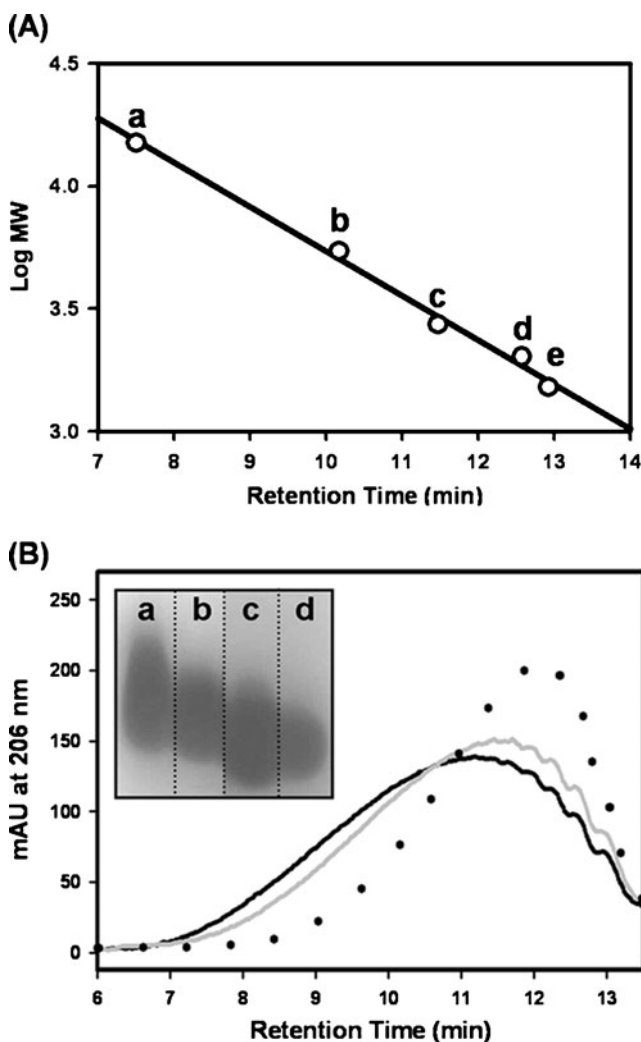 (A)
4.5
4.0
3.5
3.0
Log MW
a
b
c
d
e
7 8 9 10 11 12 13 14
Retention Time (min)
(B)
250
200
150
100
50
0
mAU at 206 nm
a b c d
6 7 8 9 10 11 12 13
Retention Time (min)